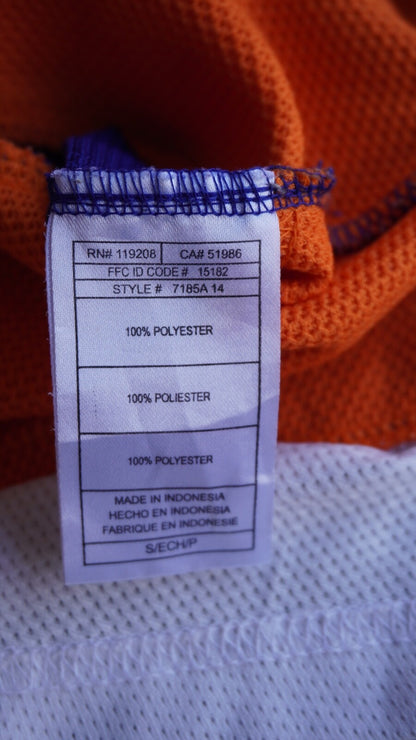 RN# 119208 CA# 51986
FFC ID CODE # 15182
STYLE # 7185A 14
100% POLYESTER
100% POLIESTER
100% POLYESTER
MADE IN INDONESIA
HECHO EN INDONESIA
FABRIQUE EN INDONESIE
S/ECH/P